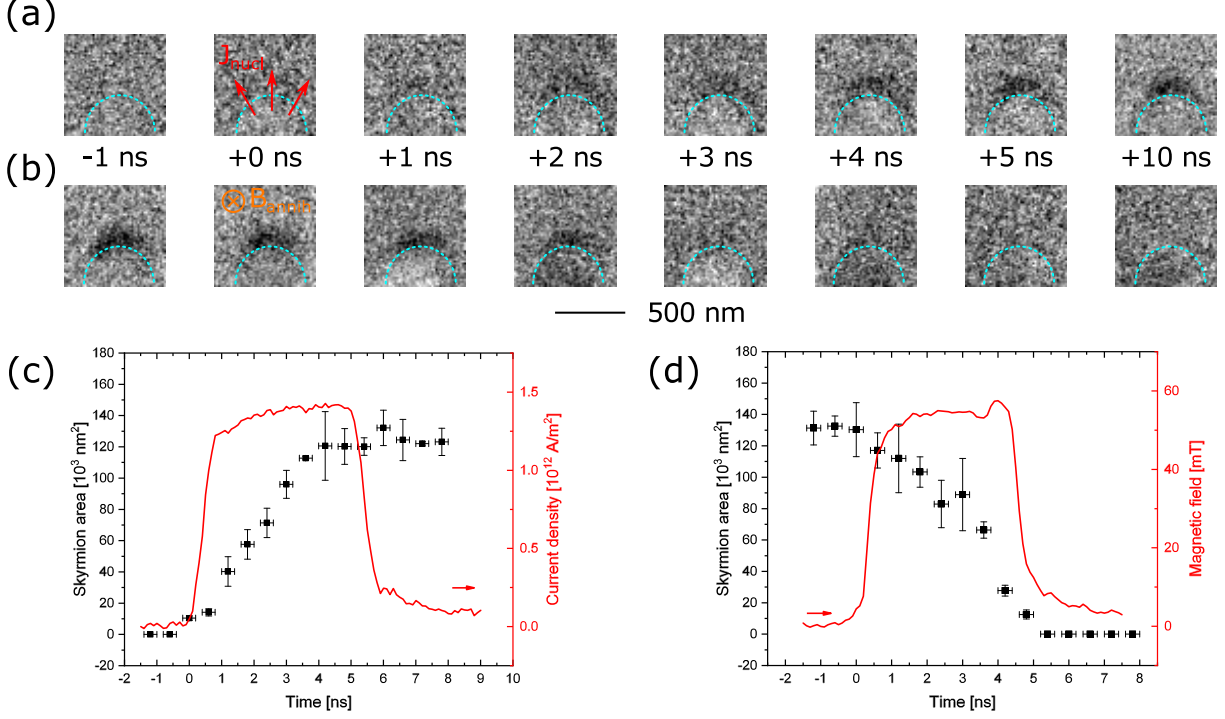 (a)
J_nucl
-1 ns +0 ns +1 ns +2 ns +3 ns +4 ns +5 ns +10 ns
(b)
500 nm
(c)
180
160
140
120
100
80
60
40
20
0
-20
Skyrmion area [10³ nm²]
1.5
1.0
0.5
0.0
Current density [10¹² A/m²]
-2 -1 0 1 2 3 4 5 6 7 8 9 10
Time [ns]
(d)
180
160
140
120
100
80
60
40
20
0
-20
Skyrmion area [10³ nm²]
60
40
20
0
Magnetic field [mT]
-2 -1 0 1 2 3 4 5 6 7 8
Time [ns]